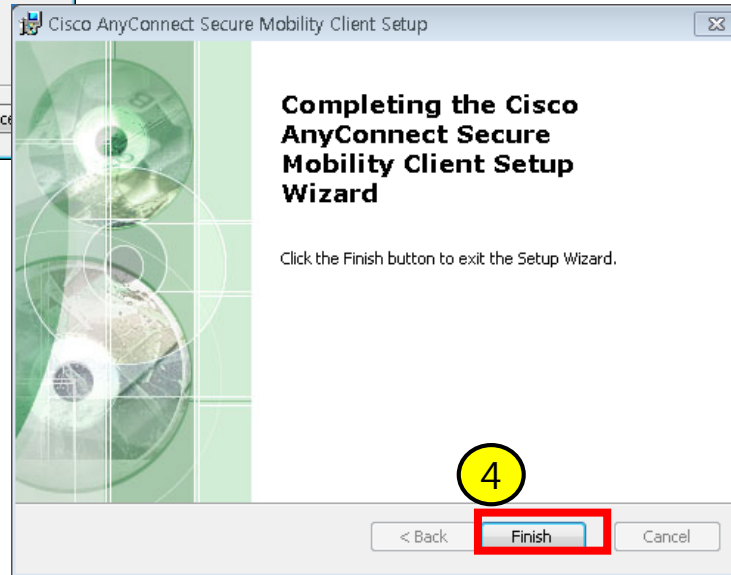 Cisco AnyConnect Secure Mobility Client Setup
Completing the Cisco
AnyConnect Secure
Mobility Client Setup
Wizard
Click the Finish button to exit the Setup Wizard.
4
< Back
Finish
Cancel